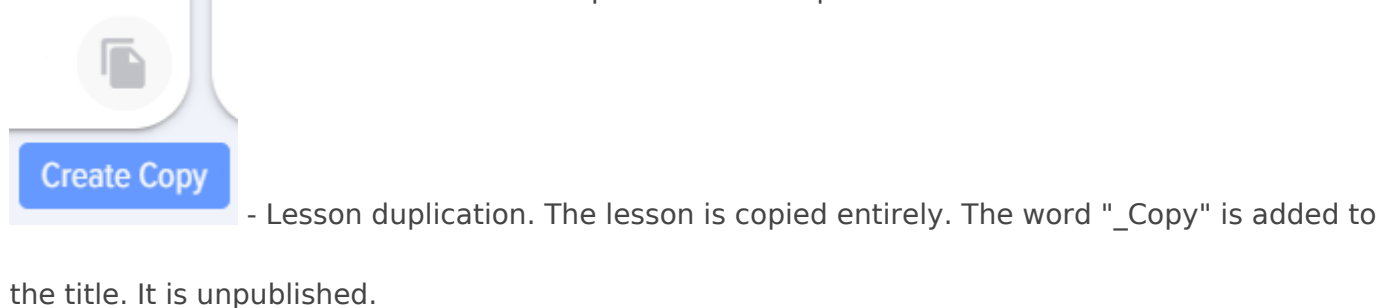 Create Copy
- Lesson duplication. The lesson is copied entirely. The word "_Copy" is added to
the title. It is unpublished.